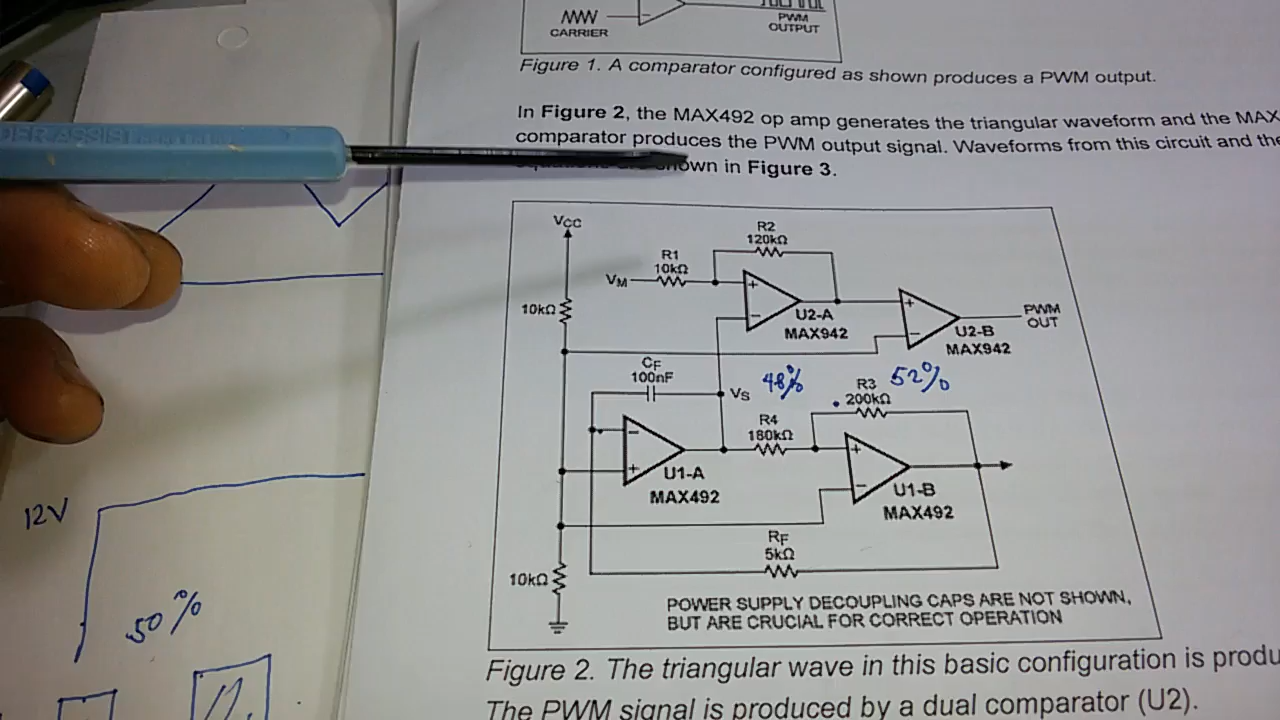 CARRIER
PWM
OUTPUT
Figure 1. A comparator configured as shown produces a PWM output.
In Figure 2, the MAX492 op amp generates the triangular waveform and the MAX
comparator produces the PWM output signal. Waveforms from this circuit and the
shown in Figure 3.
VCC
R2
120kΩ
R1
10kΩ
VM
+
−
U2-A
MAX942
10kΩ
+
−
PWM
OUT
U2-B
MAX942
CF
100nF
VS
48%
R3
200kΩ
52%
R4
180kΩ
−
+
U1-A
MAX492
+
−
U1-B
MAX492
RF
5kΩ
10kΩ
POWER SUPPLY DECOUPLING CAPS ARE NOT SHOWN,
BUT ARE CRUCIAL FOR CORRECT OPERATION
Figure 2. The triangular wave in this basic configuration is produ
The PWM signal is produced by a dual comparator (U2).
12V
50%